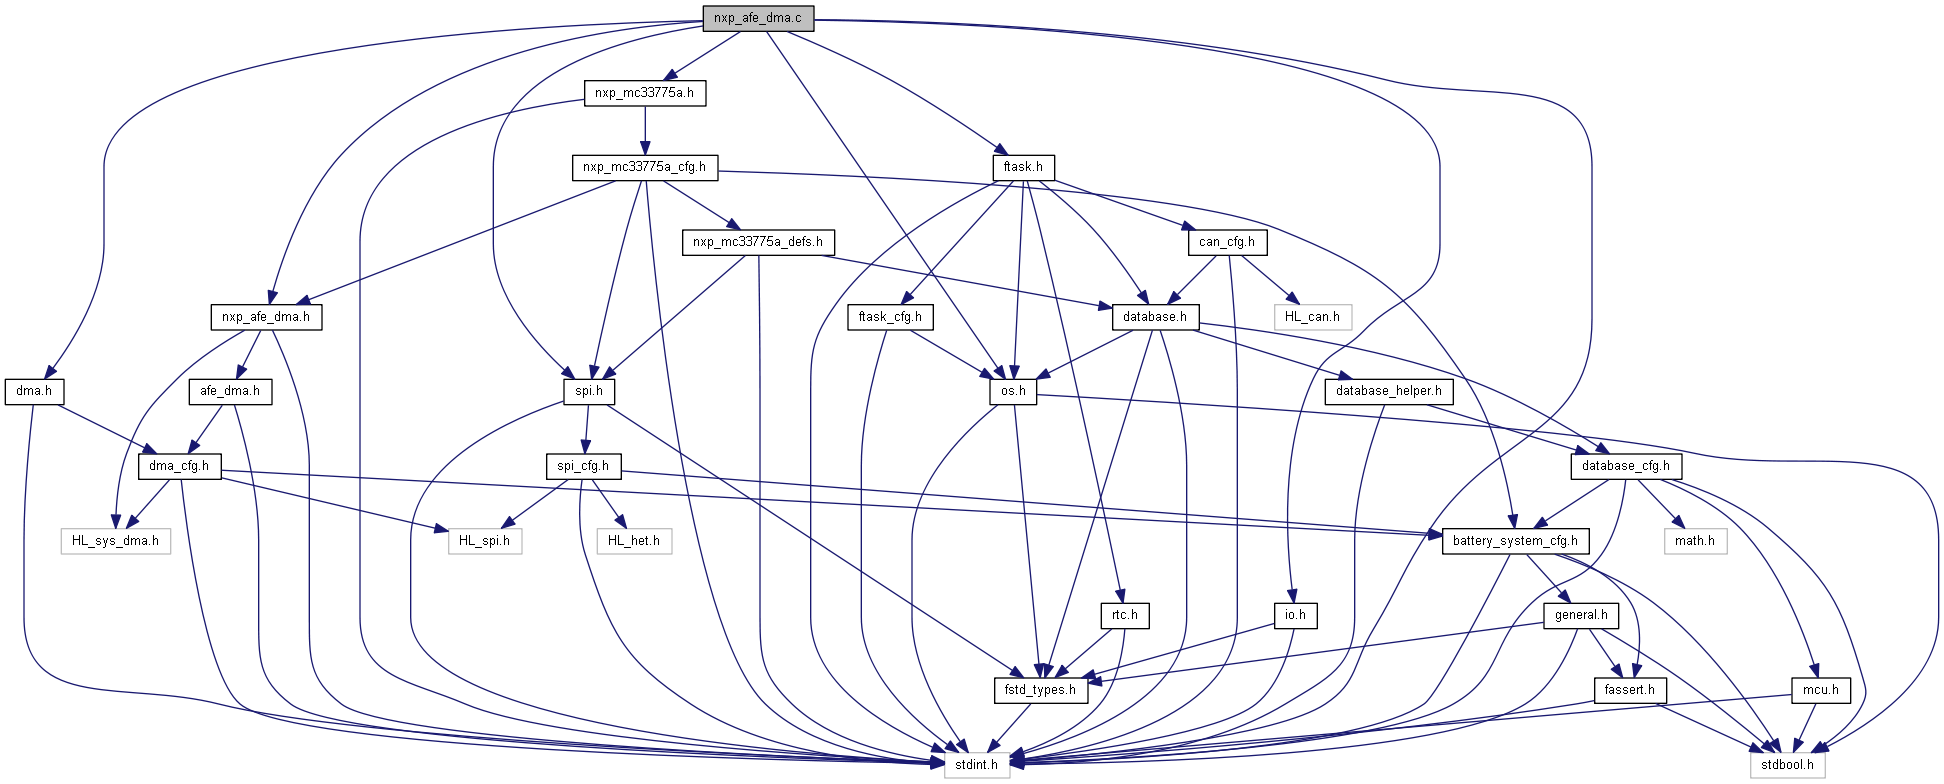 nxp_afe_dma.c
nxp_mc33775a.h
nxp_mc33775a_cfg.h
ftask.h
nxp_mc33775a_defs.h
can_cfg.h
nxp_afe_dma.h
ftask_cfg.h
database.h
HL_can.h
dma.h
afe_dma.h
spi.h
os.h
database_helper.h
dma_cfg.h
spi_cfg.h
database_cfg.h
HL_sys_dma.h
HL_spi.h
HL_het.h
battery_system_cfg.h
math.h
rtc.h
io.h
general.h
fstd_types.h
fassert.h
mcu.h
stdint.h
stdbool.h